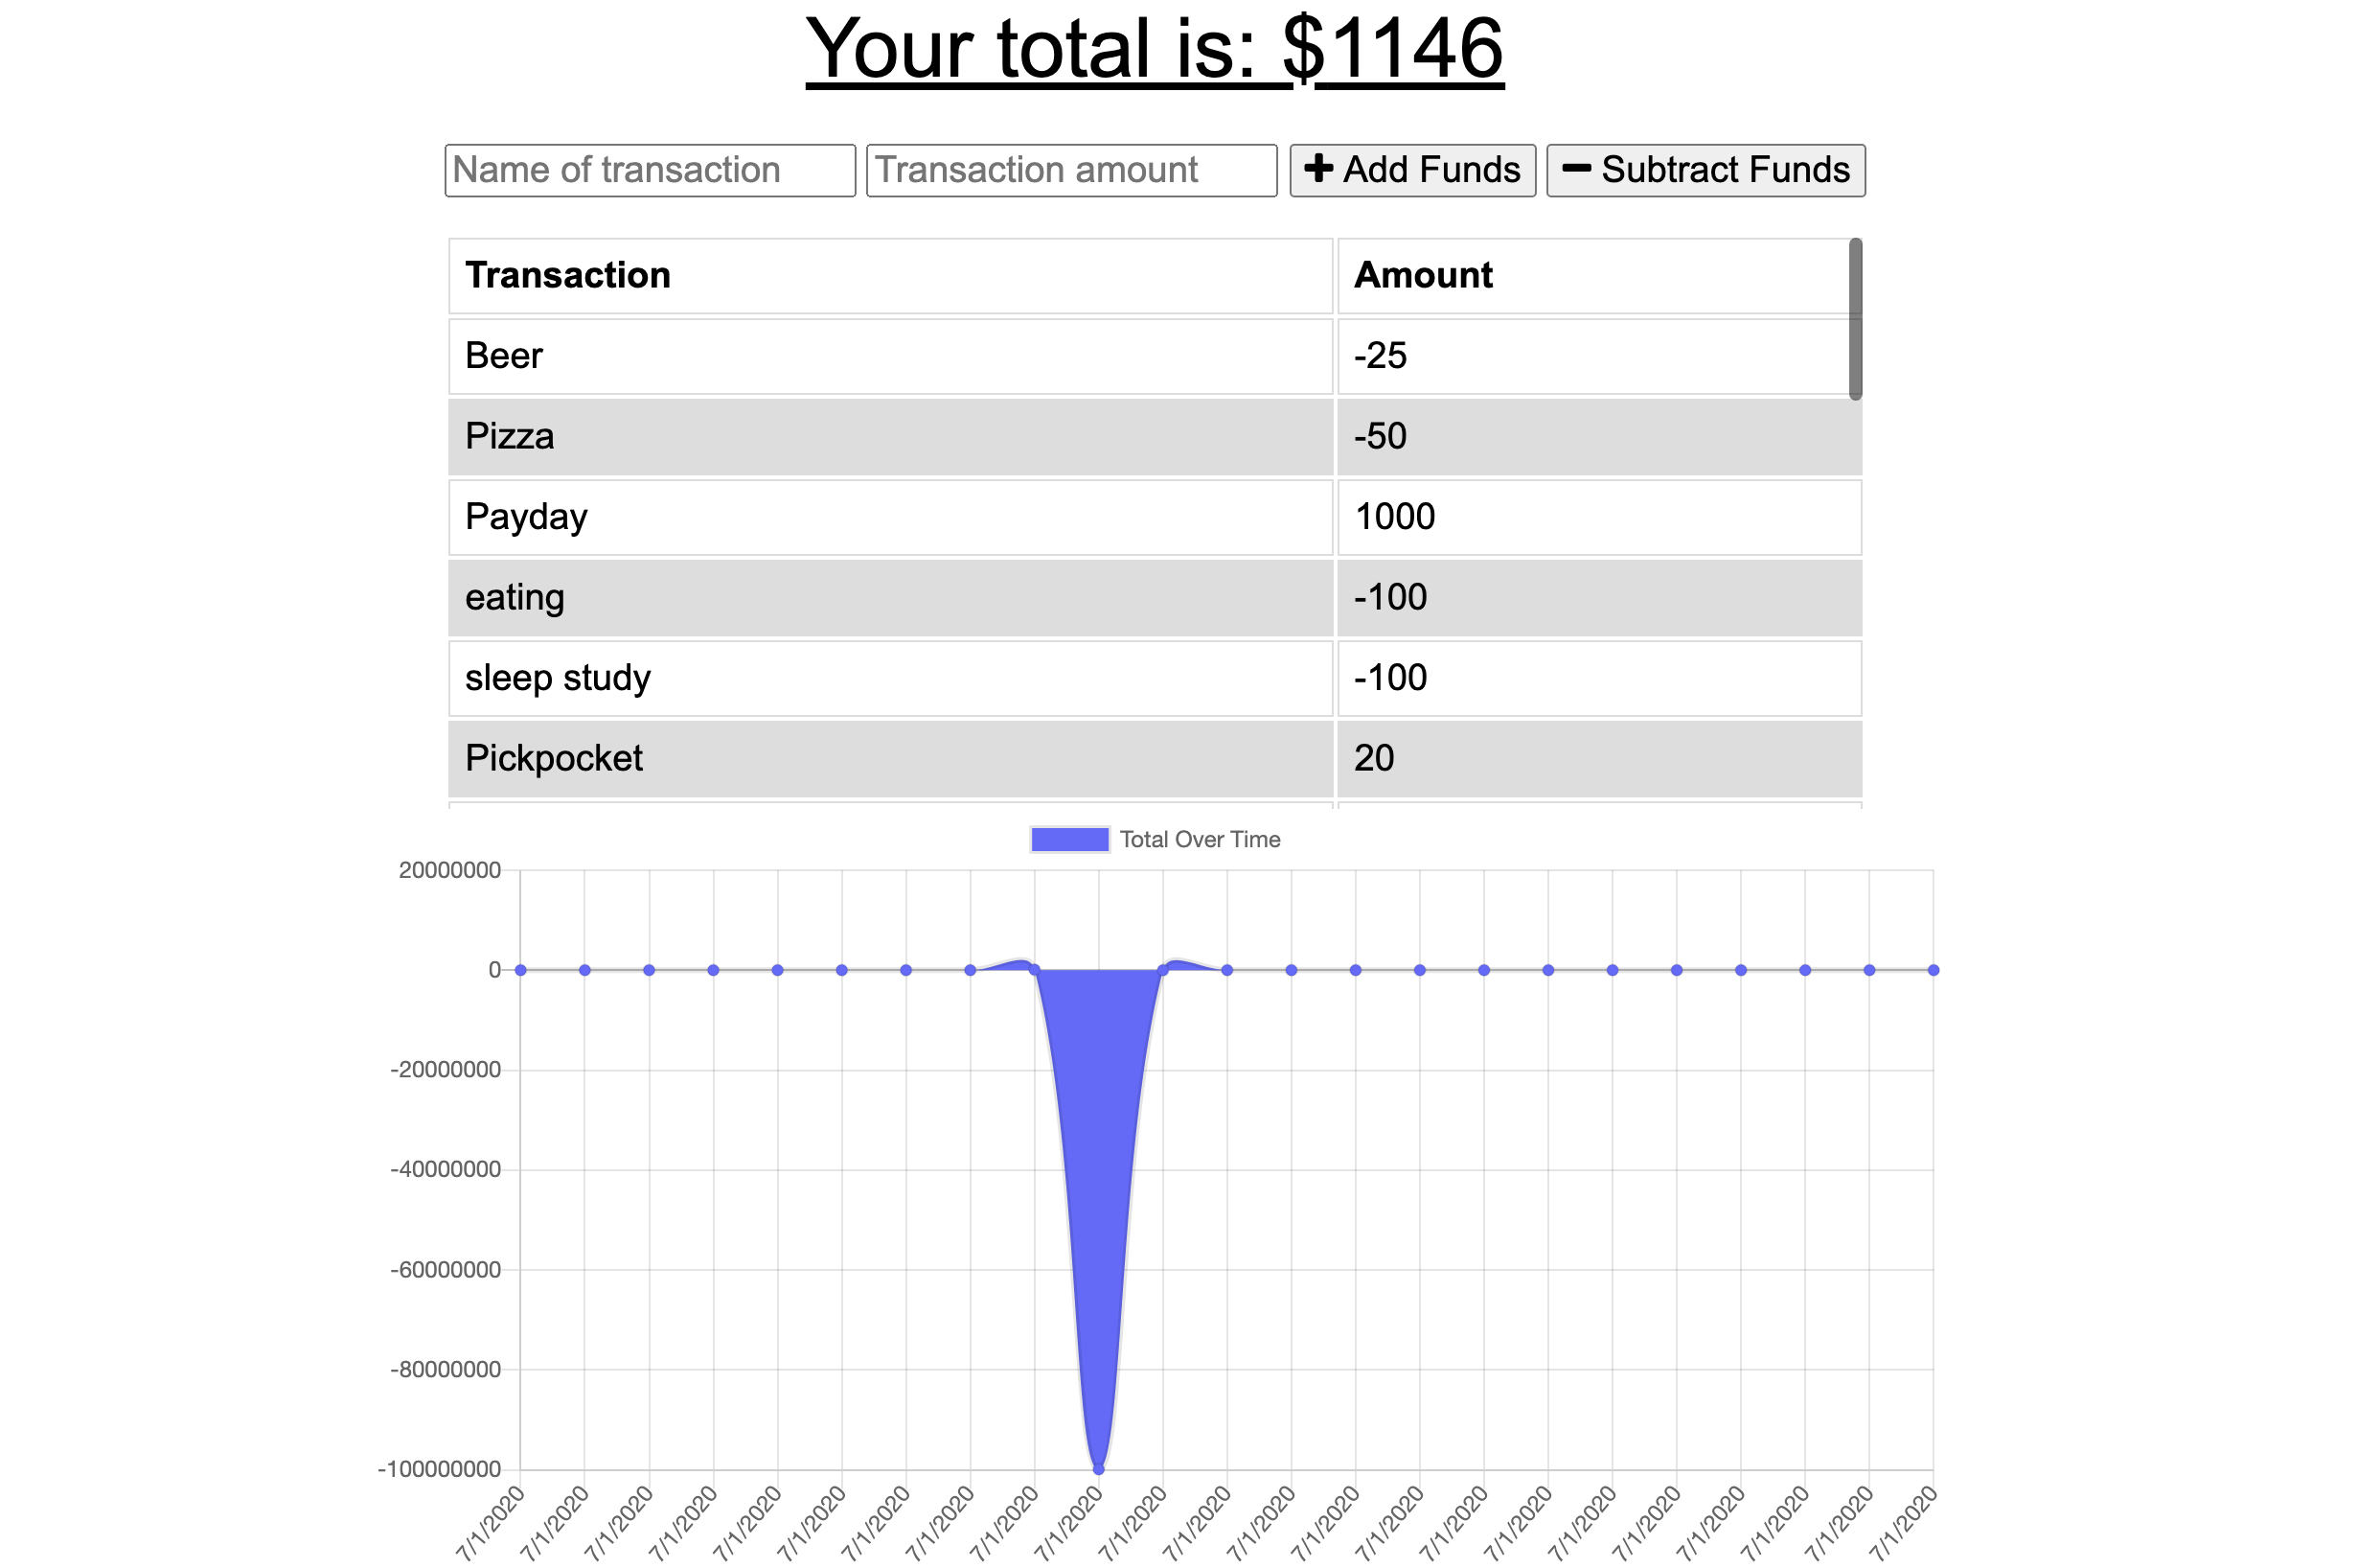 Your total is: $1146
Name of transaction Transaction amount + Add Funds − Subtract Funds
Transaction Amount
Beer -25
Pizza -50
Payday 1000
eating -100
sleep study -100
Pickpocket 20
Total Over Time
20000000
0
-20000000
-40000000
-60000000
-80000000
-100000000
7/1/2020 7/1/2020 7/1/2020 7/1/2020 7/1/2020 7/1/2020 7/1/2020 7/1/2020 7/1/2020 7/1/2020 7/1/2020 7/1/2020 7/1/2020 7/1/2020 7/1/2020 7/1/2020 7/1/2020 7/1/2020 7/1/2020 7/1/2020 7/1/2020 7/1/2020 7/1/2020